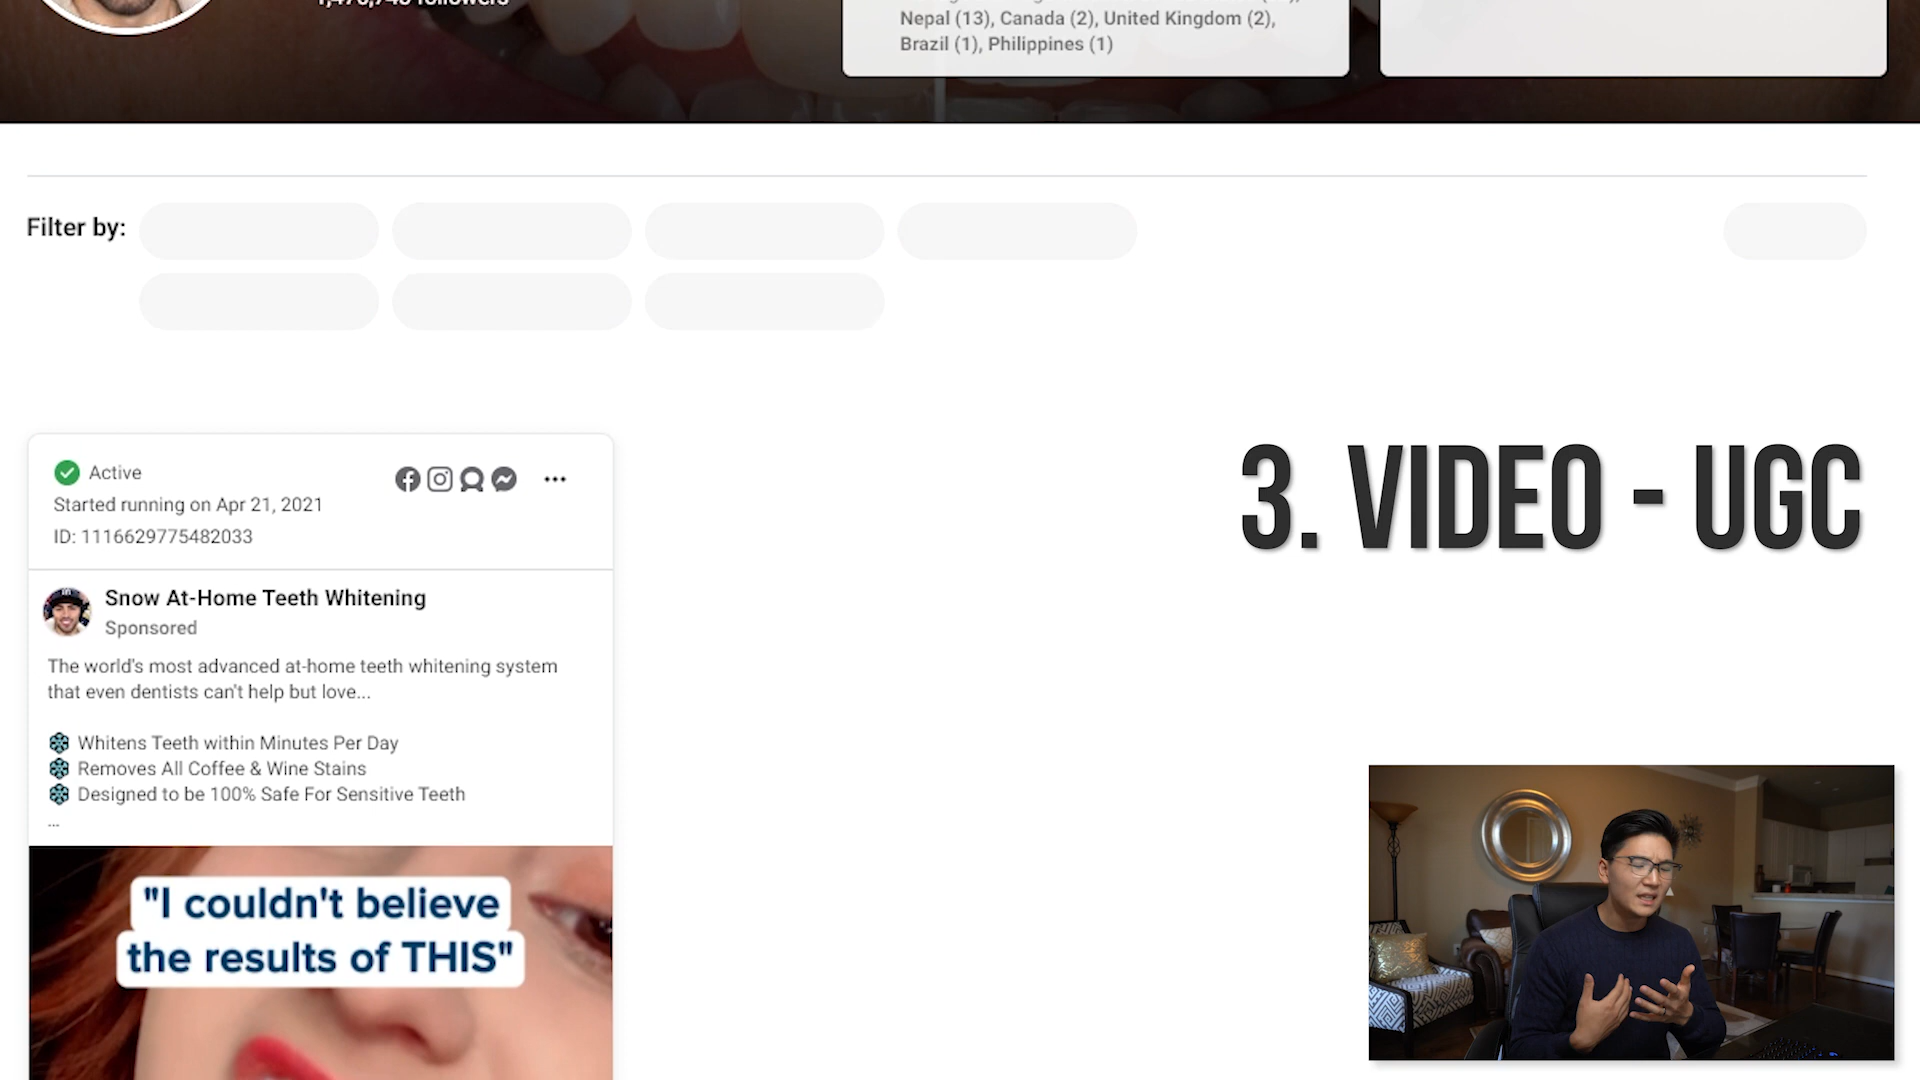 Nepal (13), Canada (2), United Kingdom (2),
Brazil (1), Philippines (1)
Filter by:
Active
Started running on Apr 21, 2021
ID: 1116629775482033
Snow At-Home Teeth Whitening
Sponsored
The world's most advanced at-home teeth whitening system
that even dentists can't help but love...
Whitens Teeth within Minutes Per Day
Removes All Coffee & Wine Stains
Designed to be 100% Safe For Sensitive Teeth
...
"I couldn't believe
the results of THIS"
3. VIDEO - UGC